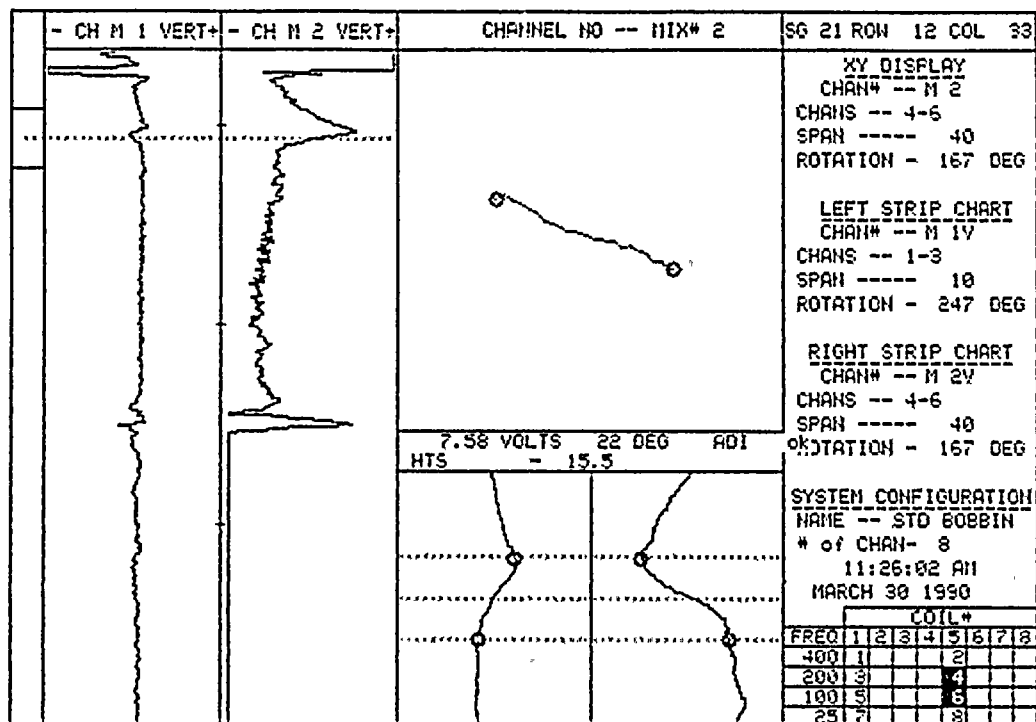 - CH M 1 VERT+
- CH M 2 VERT+
CHANNEL NO -- MIX# 2
SG 21 ROW 12 COL 33
XY DISPLAY
CHAN# -- M 2
CHANS -- 4-6
SPAN ----- 40
ROTATION - 167 DEG
LEFT STRIP CHART
CHAN# -- M 1V
CHANS -- 1-3
SPAN ----- 10
ROTATION - 247 DEG
RIGHT STRIP CHART
CHAN# -- M 2V
CHANS -- 4-6
SPAN ----- 40
ROTATION - 167 DEG
7.58 VOLTS 22 DEG ADI ok
HTS - 15.5
SYSTEM CONFIGURATION
NAME -- STD BOBBIN
# of CHAN- 8
11:26:02 AM
MARCH 30 1990
COIL#
FREQ 1 2 3 4 5 6 7 8
400 1 2
200 3 4
100 5 6
25 7 8